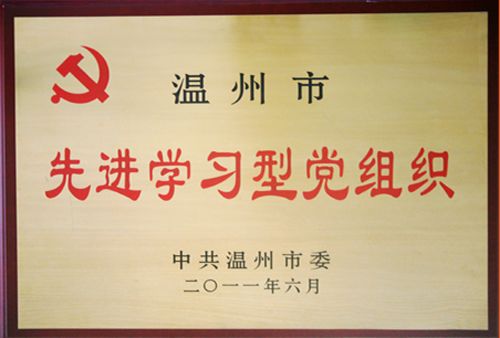 温州市
先进学习型党组织
中共温州市委
二〇一一年六月